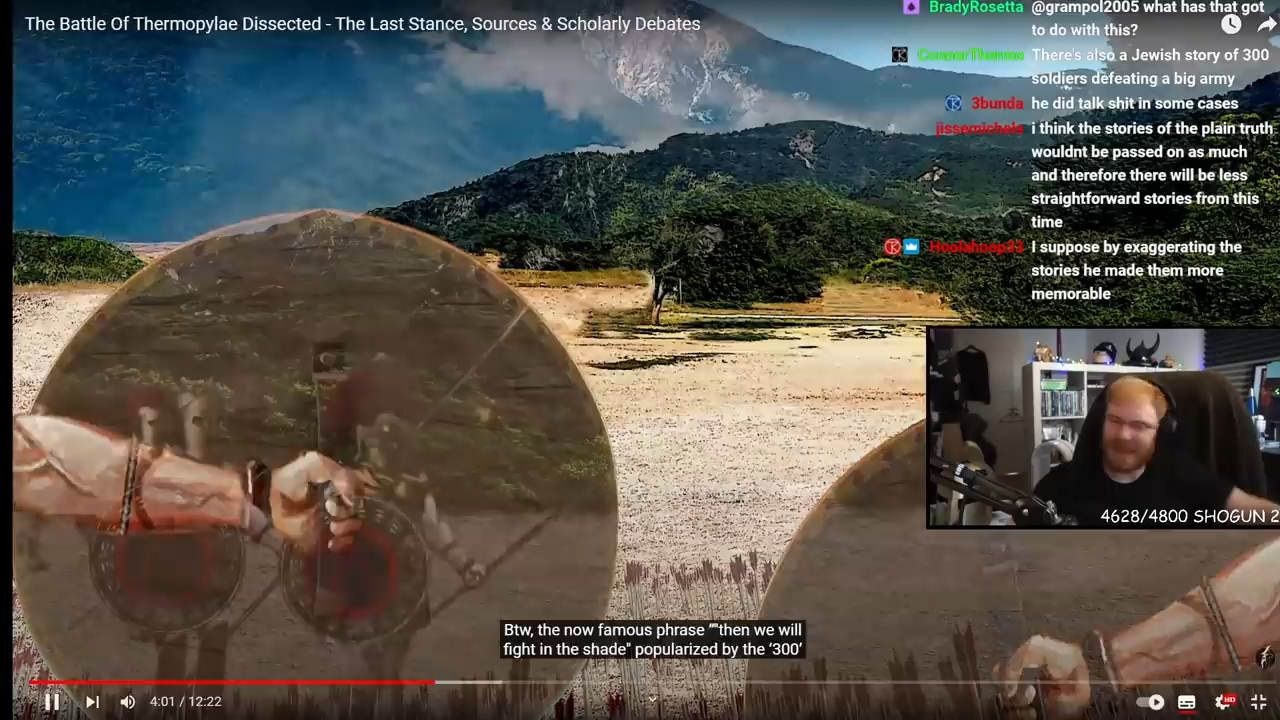 The Battle Of Thermopylae Dissected - The Last Stance, Sources & Scholarly Debates
BradyRosetta @grampol2005 what has that got
to do with this?
ConnorThomas There's also a Jewish story of 300
soldiers defeating a big army
3bunda he did talk shit in some cases
i think the stories of the plain truth
wouldnt be passed on as much
and therefore there will be less
straightforward stories from this
time
Hoolahoop33 I suppose by exaggerating the
stories he made them more
memorable
4628/4800 SHOGUN 2
Btw, the now famous phrase “"then we will
fight in the shade" popularized by the ‘300’
4:01 / 12:22
HD